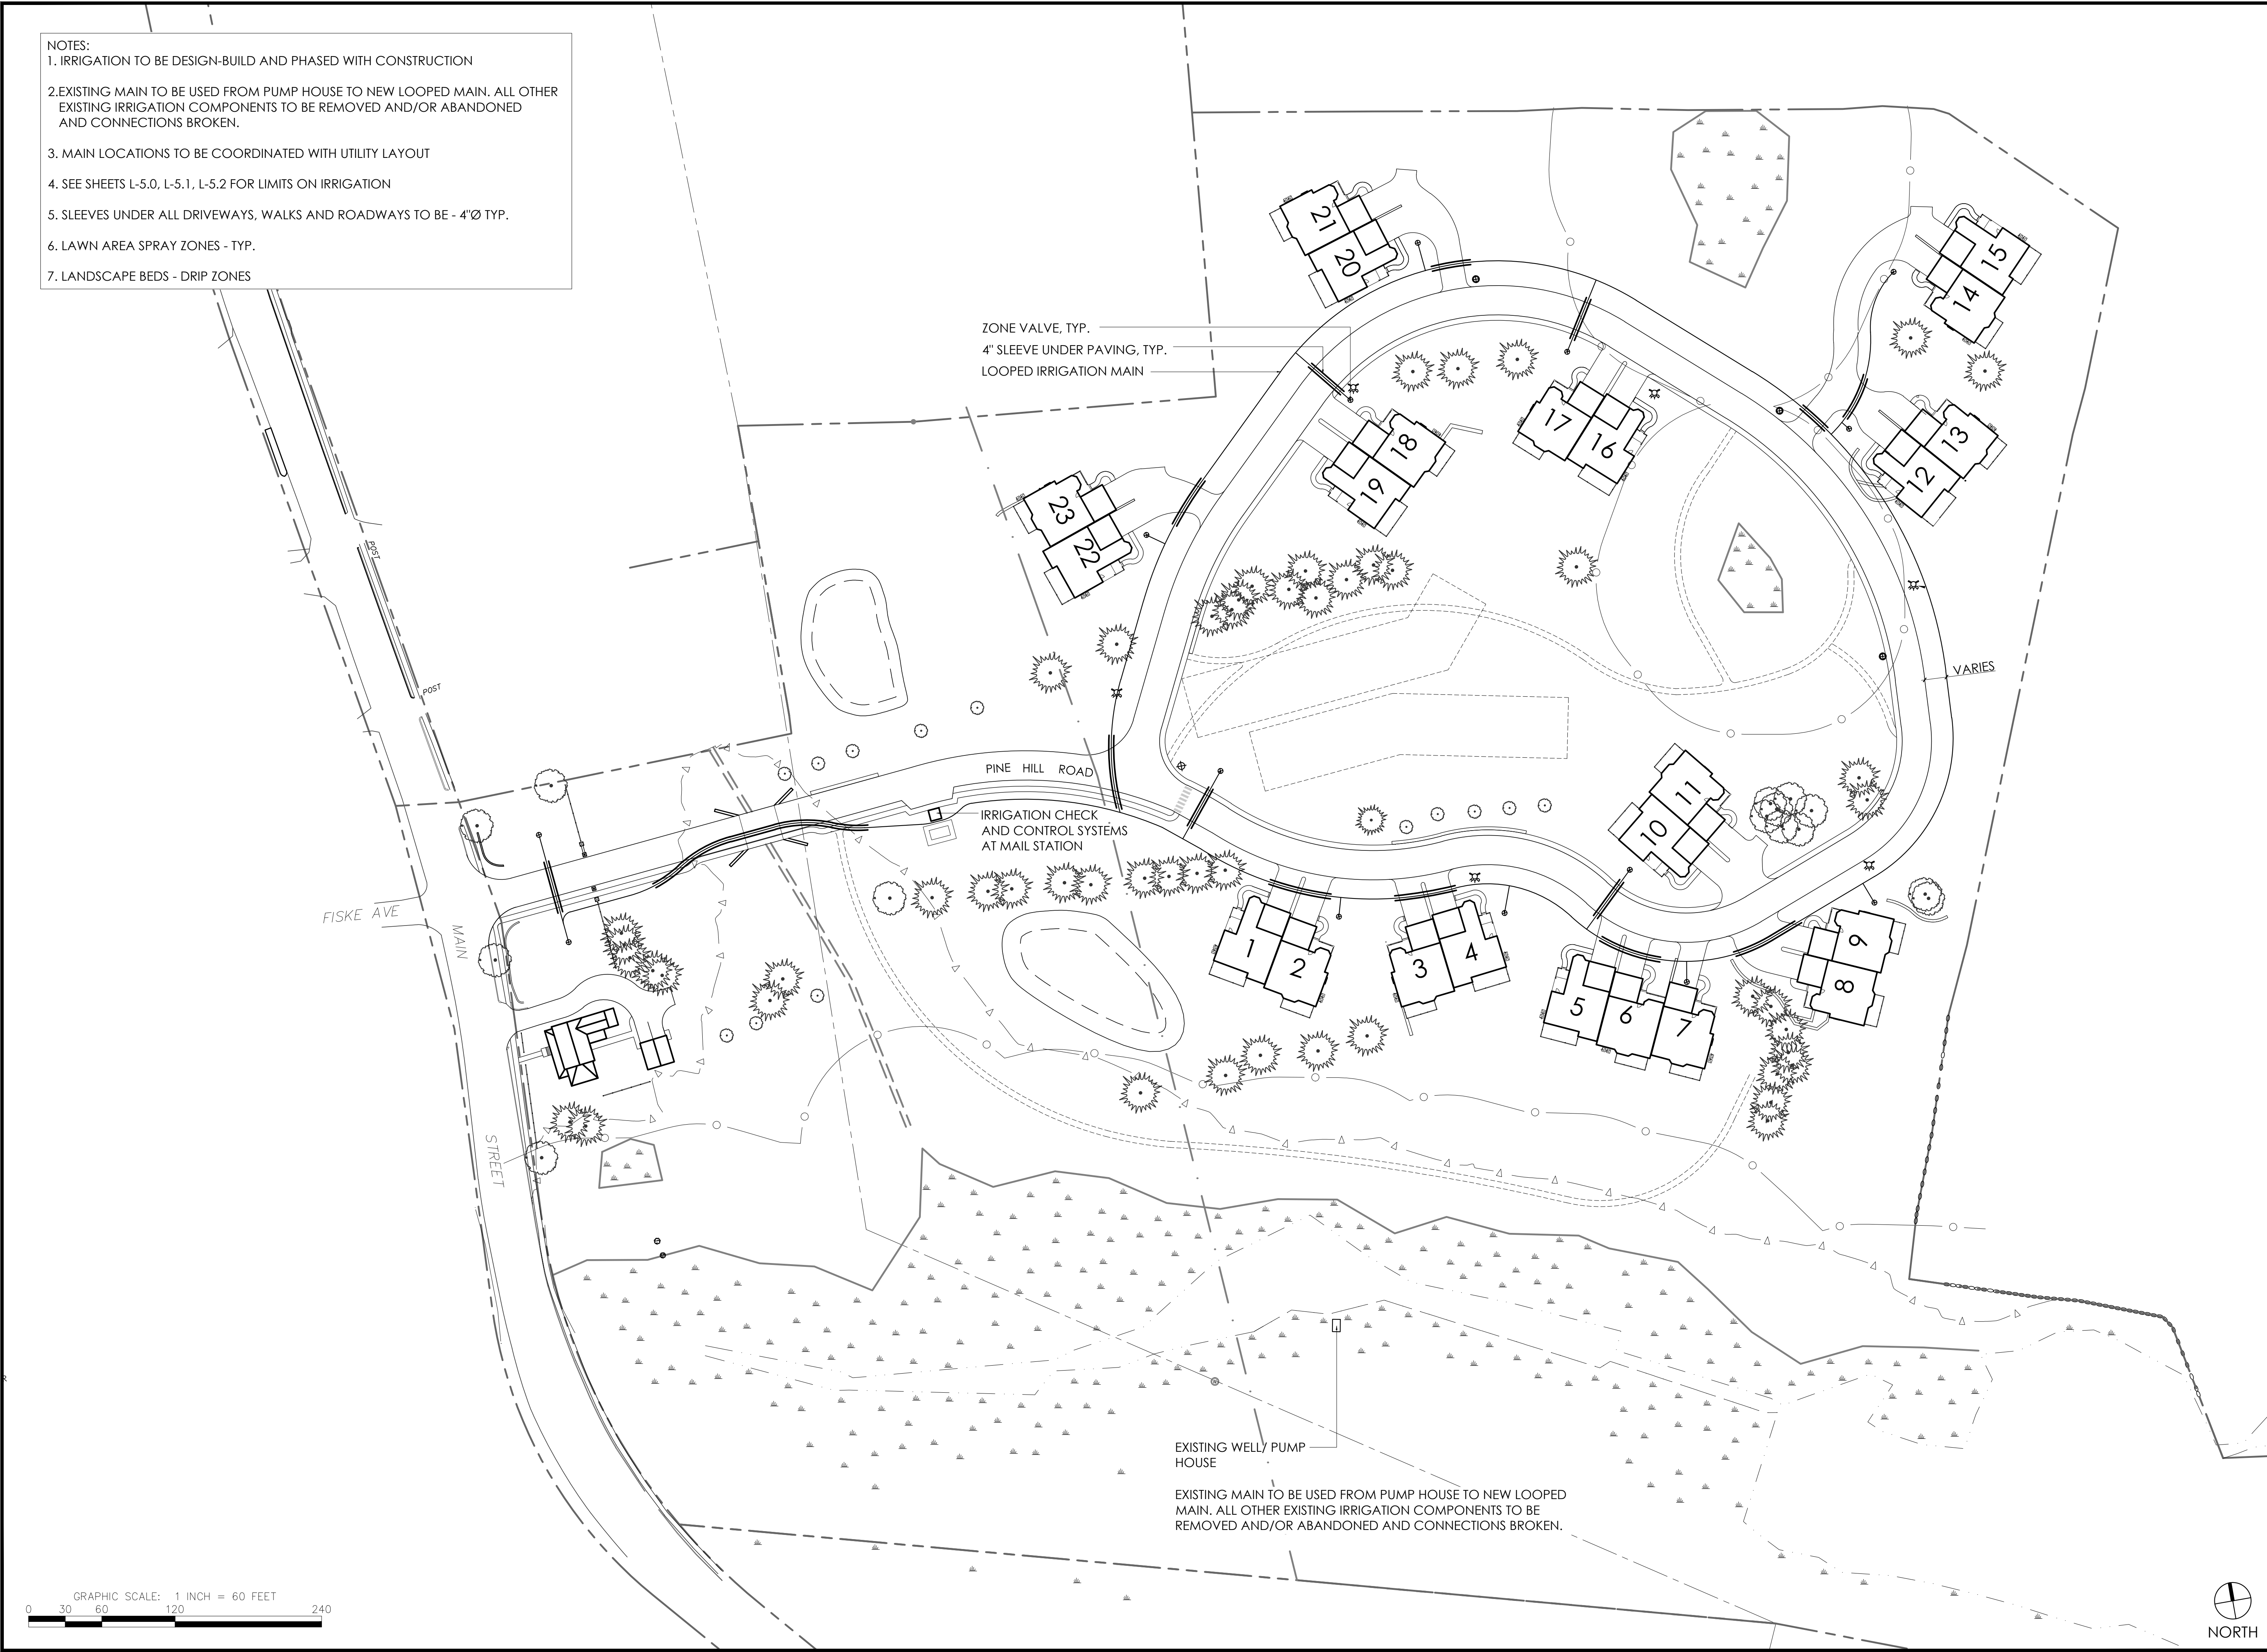 NOTES:
1. IRRIGATION TO BE DESIGN-BUILD AND PHASED WITH CONSTRUCTION
2.EXISTING MAIN TO BE USED FROM PUMP HOUSE TO NEW LOOPED MAIN. ALL OTHER
EXISTING IRRIGATION COMPONENTS TO BE REMOVED AND/OR ABANDONED
AND CONNECTIONS BROKEN.
3. MAIN LOCATIONS TO BE COORDINATED WITH UTILITY LAYOUT
4. SEE SHEETS L-5.0, L-5.1, L-5.2 FOR LIMITS ON IRRIGATION
5. SLEEVES UNDER ALL DRIVEWAYS, WALKS AND ROADWAYS TO BE - 4"Ø TYP.
6. LAWN AREA SPRAY ZONES - TYP.
7. LANDSCAPE BEDS - DRIP ZONES
21
20
15
14
ZONE VALVE, TYP.
4" SLEEVE UNDER PAVING, TYP.
LOOPED IRRIGATION MAIN
17
16
18
19
13
12
23
22
POST
POST
VARIES
PINE HILL ROAD
IRRIGATION CHECK
AND CONTROL SYSTEMS
AT MAIL STATION
11
10
FISKE AVE
MAIN
STREET
1
2
3
4
5
6
7
9
8
EXISTING WELL/ PUMP
HOUSE
EXISTING MAIN TO BE USED FROM PUMP HOUSE TO NEW LOOPED
MAIN. ALL OTHER EXISTING IRRIGATION COMPONENTS TO BE
REMOVED AND/OR ABANDONED AND CONNECTIONS BROKEN.
GRAPHIC SCALE: 1 INCH = 60 FEET
0 30 60 120 240
NORTH